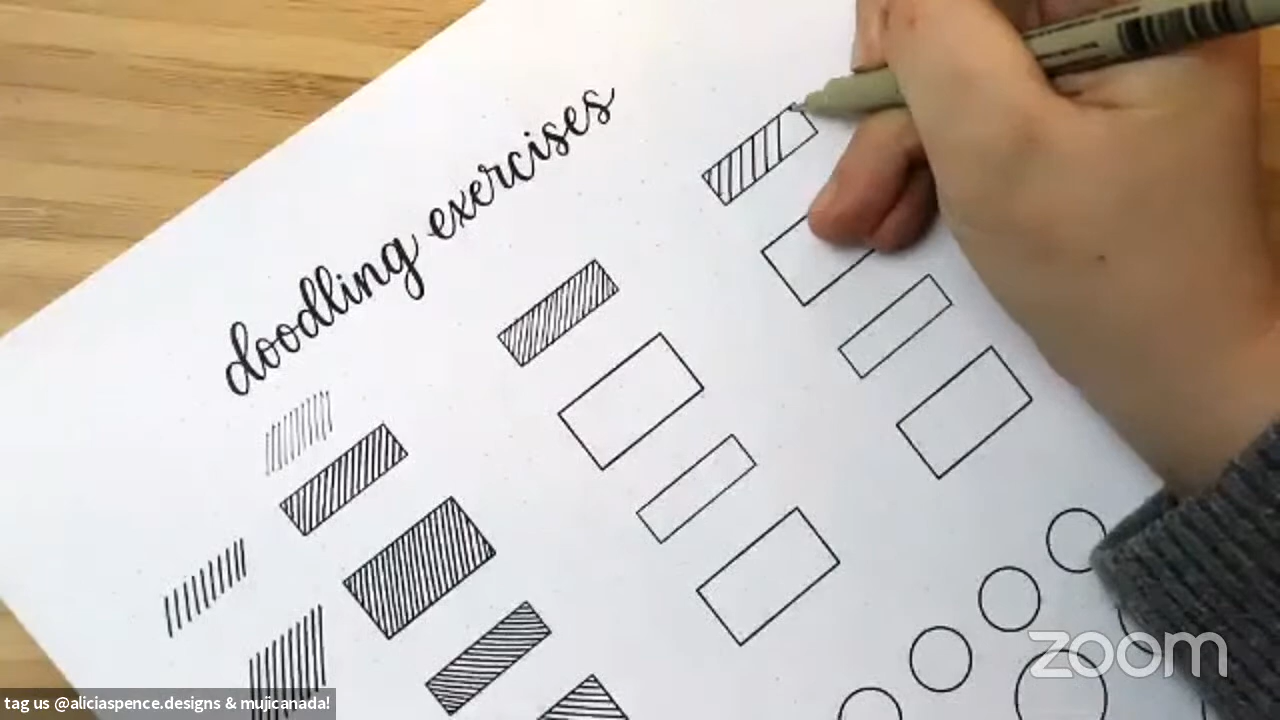 doodling exercises
zoom
tag us @aliciaspence.designs & mujicanada!